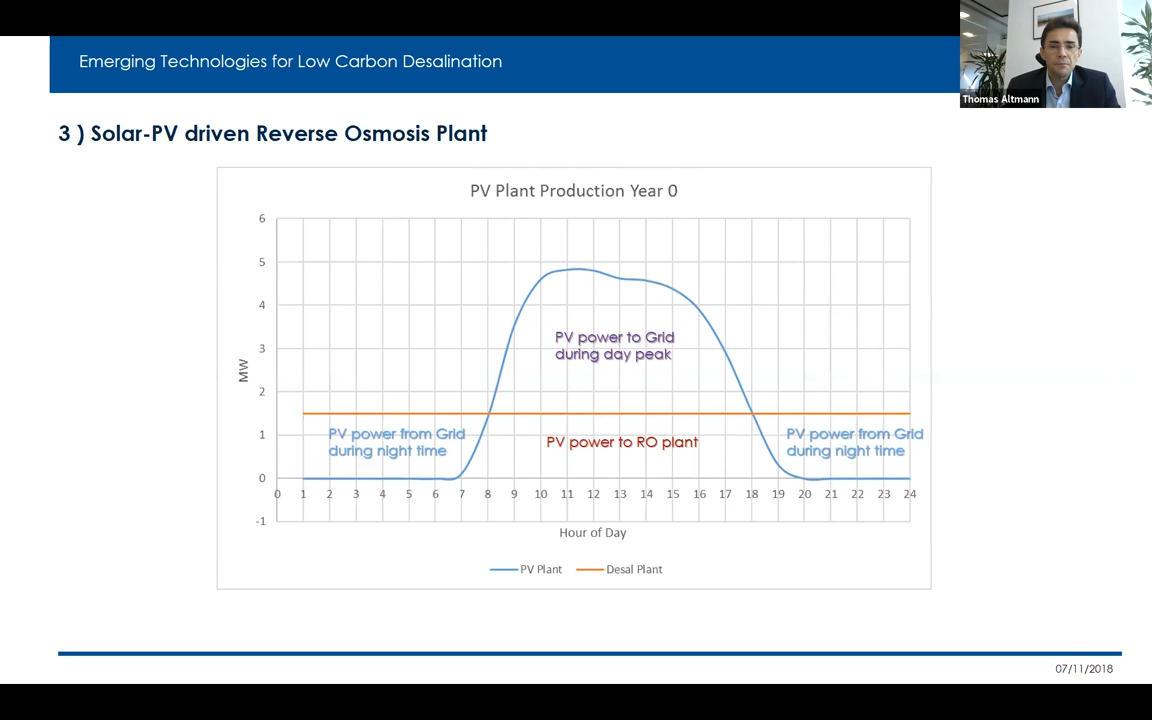 Emerging Technologies for Low Carbon Desalination
Thomas Altmann
3 ) Solar-PV driven Reverse Osmosis Plant
PV Plant Production Year 0
6
5
4
3
2
1
0
-1
MW
PV power to Grid
during day peak
PV power from Grid
during night time
PV power to RO plant
PV power from Grid
during night time
0 1 2 3 4 5 6 7 8 9 10 11 12 13 14 15 16 17 18 19 20 21 22 23 24
Hour of Day
PV Plant Desal Plant
07/11/2018